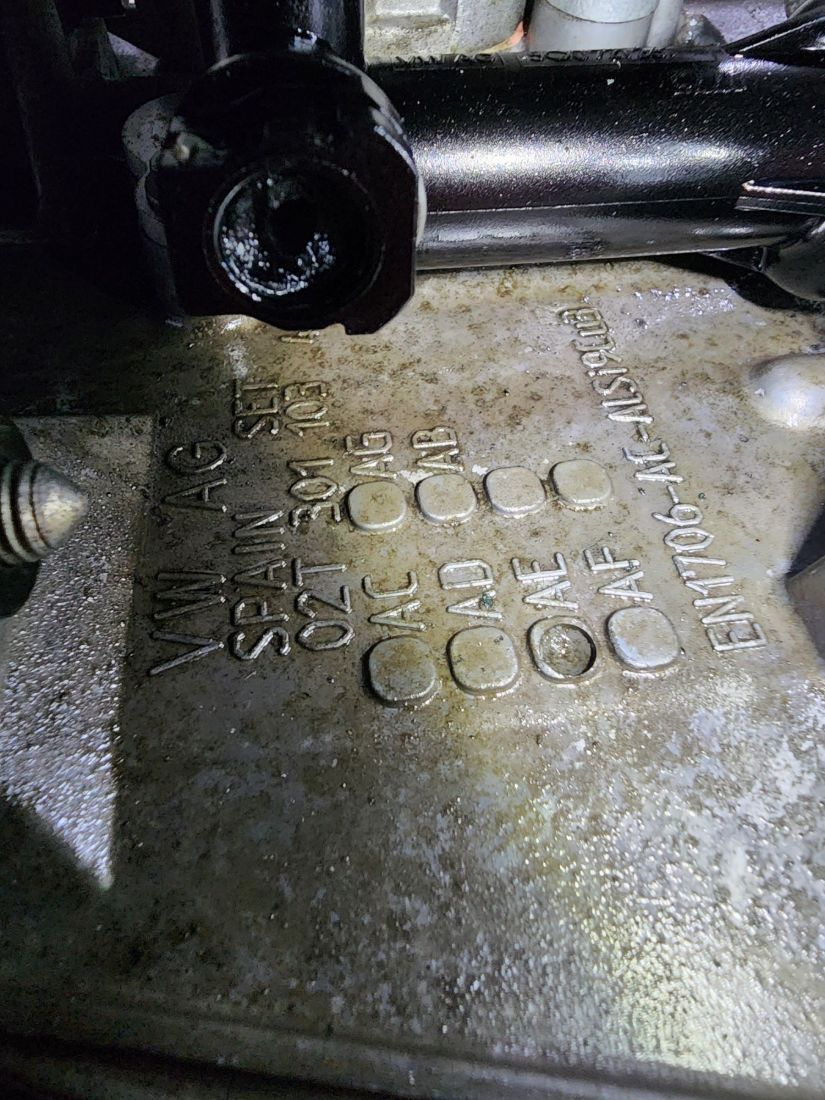 VW AG SET
SPAIN 103
02T 301
AG
AB
AC
AD
AE
AF
EN1706-AC-AlSi9Cu3